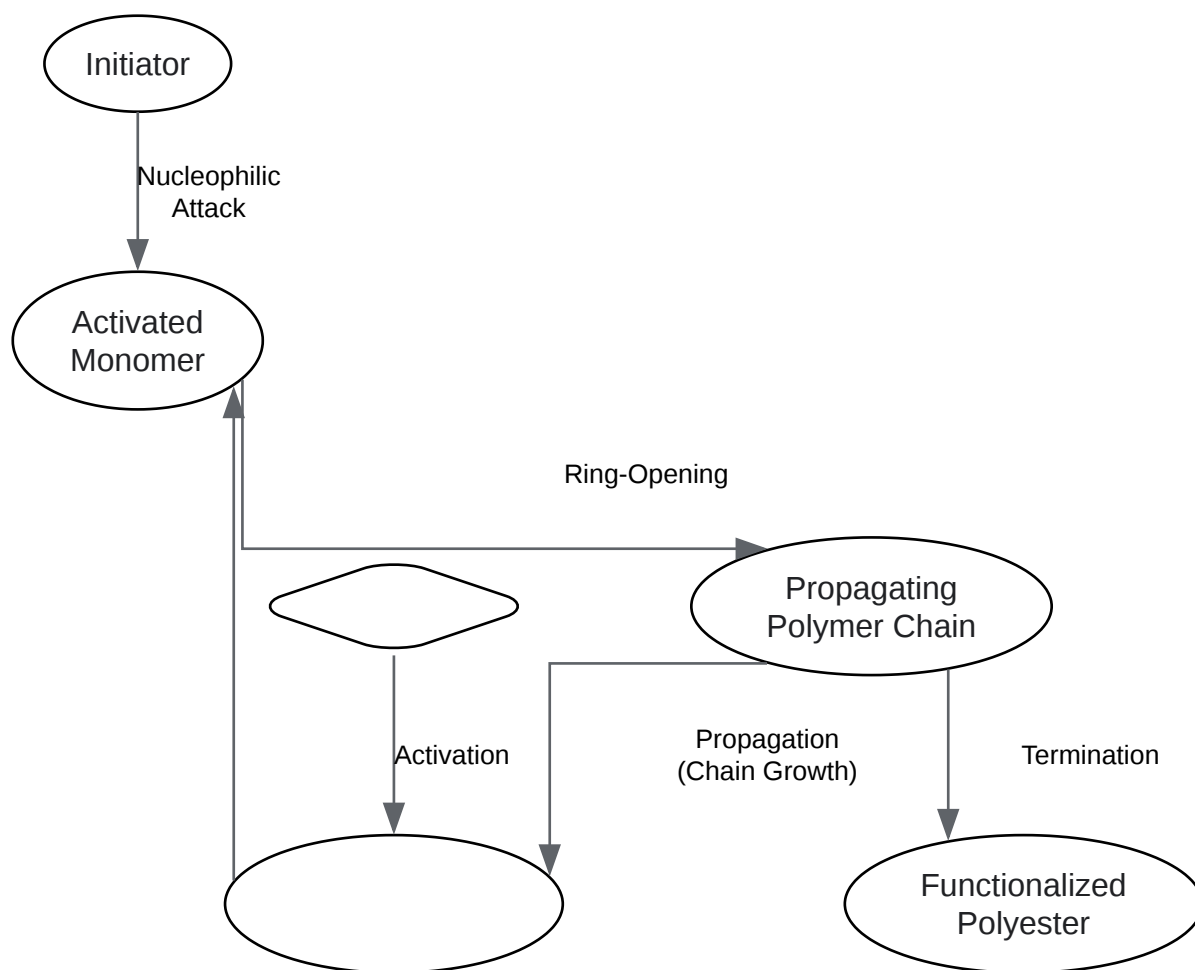 Initiator
Nucleophilic
Attack
Activated
Monomer
Ring-Opening
Propagating
Polymer Chain
Activation
Propagation
(Chain Growth)
Termination
Functionalized
Polyester